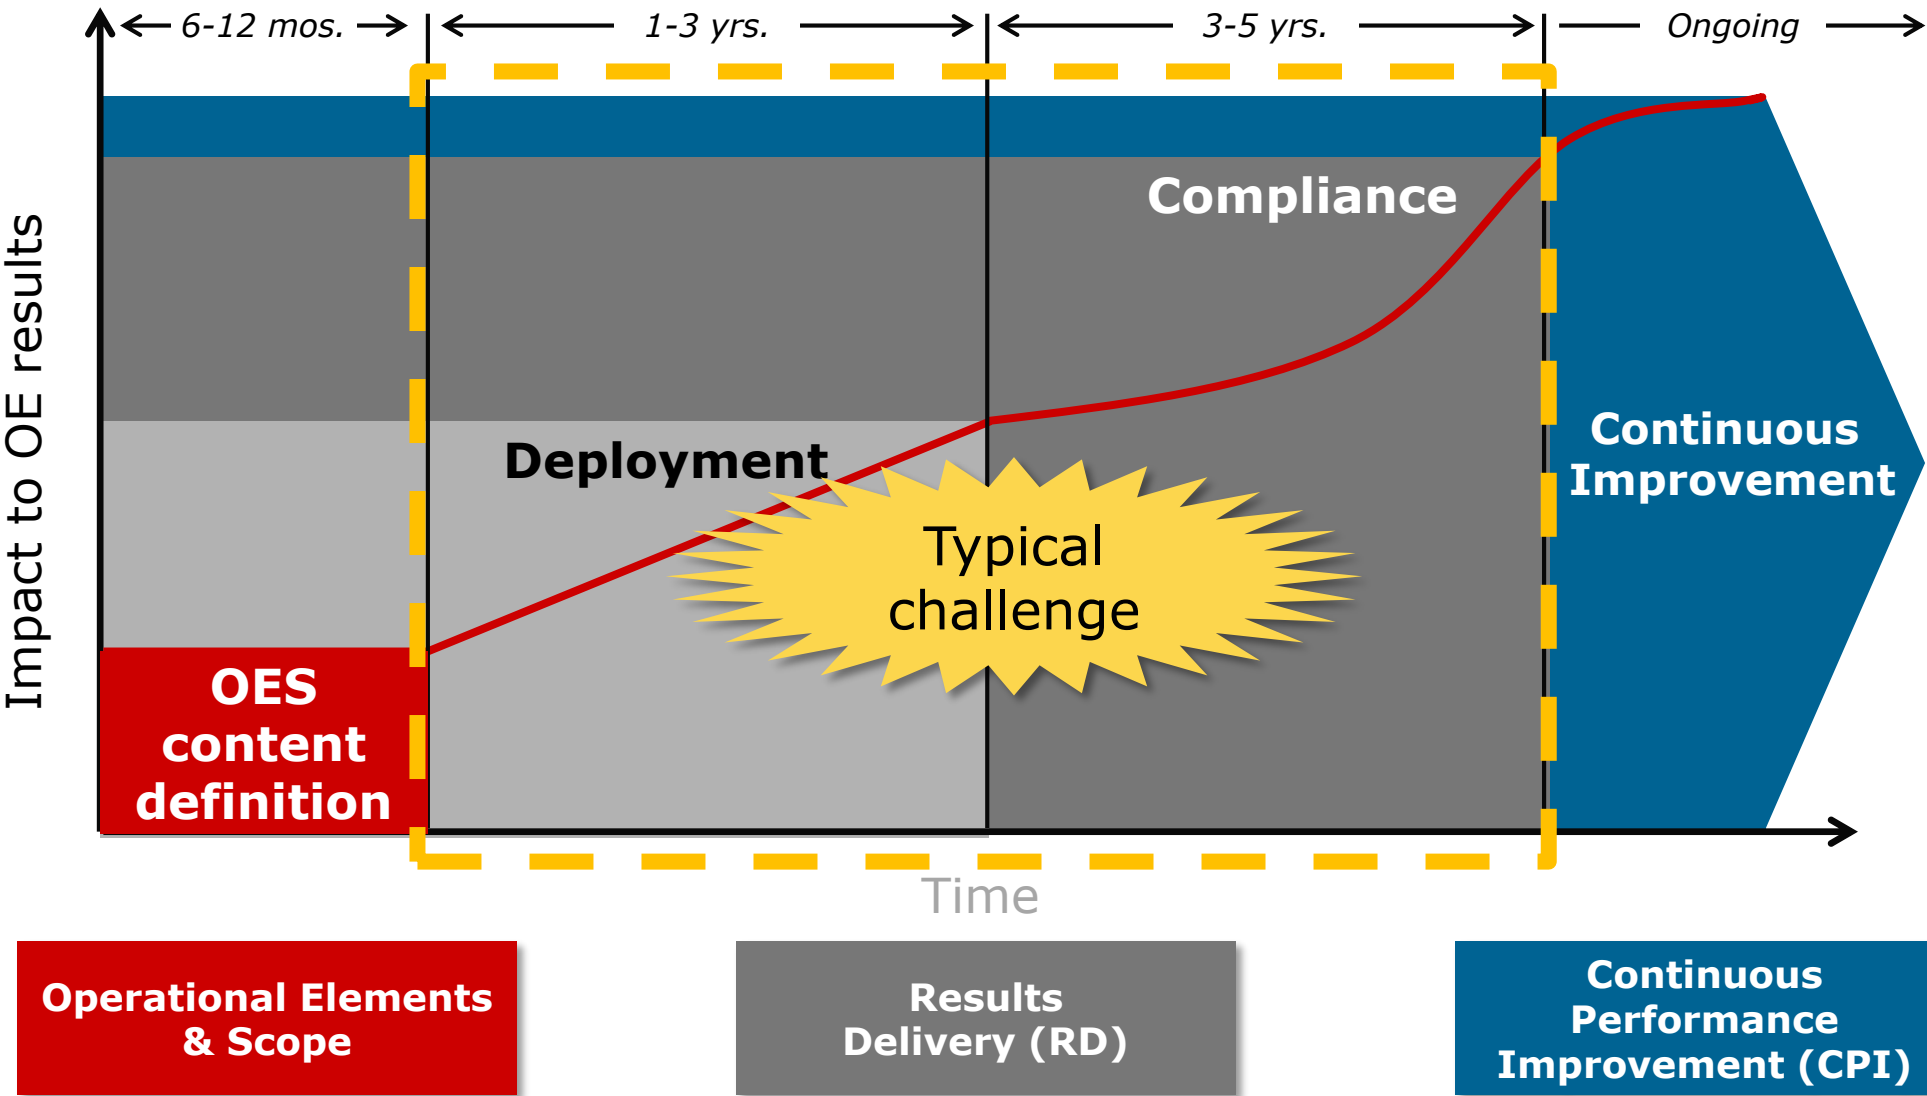 6-12 mos.
1-3 yrs.
3-5 yrs.
Ongoing
Impact to OE results
Compliance
Deployment
Continuous
Improvement
Typical
challenge
OES
content
definition
Time
Operational Elements
& Scope
Results
Delivery (RD)
Continuous
Performance
Improvement (CPI)